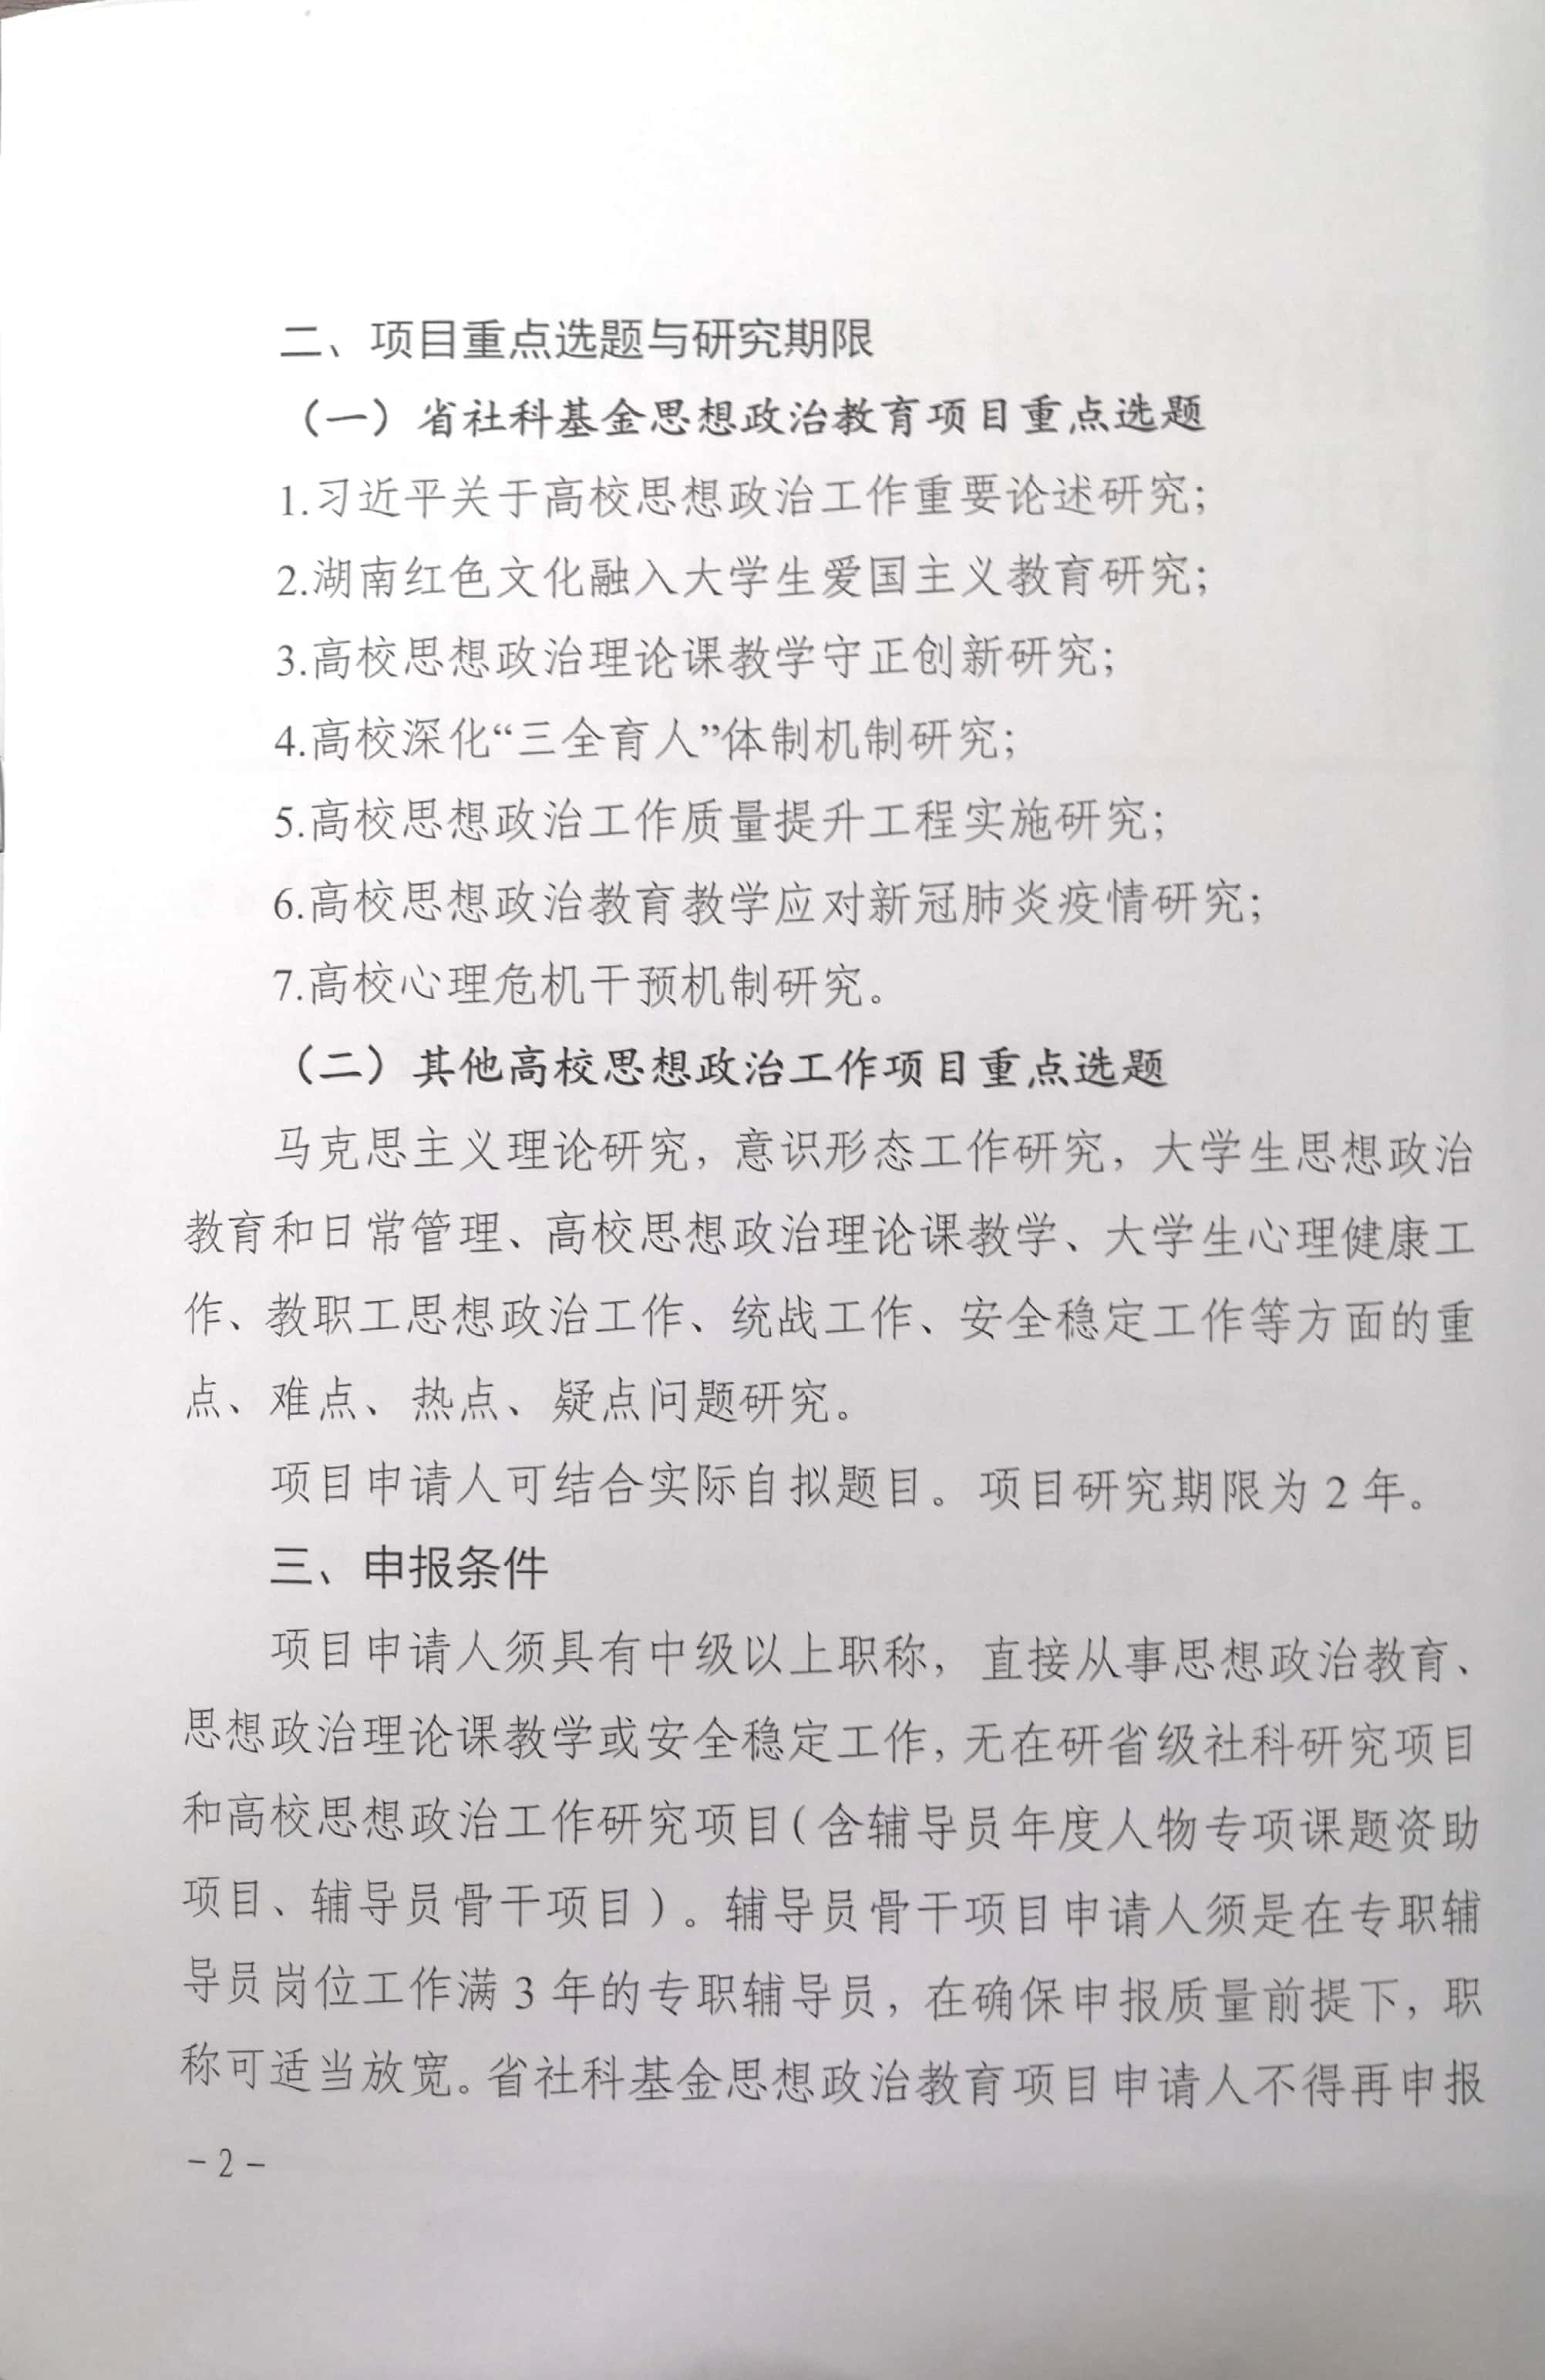 二、项目重点选题与研究期限
（一）省社科基金思想政治教育项目重点选题
1.习近平关于高校思想政治工作重要论述研究；
2.湖南红色文化融入大学生爱国主义教育研究；
3.高校思想政治理论课教学守正创新研究；
4.高校深化“三全育人”体制机制研究；
5.高校思想政治工作质量提升工程实施研究；
6.高校思想政治教育教学应对新冠肺炎疫情研究；
7.高校心理危机干预机制研究。
（二）其他高校思想政治工作项目重点选题
马克思主义理论研究，意识形态工作研究，大学生思想政治
教育和日常管理、高校思想政治理论课教学、大学生心理健康工
作、教职工思想政治工作、统战工作、安全稳定工作等方面的重
点、难点、热点、疑点问题研究。
项目申请人可结合实际自拟题目。项目研究期限为 2 年。
三、申报条件
项目申请人须具有中级以上职称，直接从事思想政治教育、
思想政治理论课教学或安全稳定工作，无在研省级社科研究项目
和高校思想政治工作研究项目（含辅导员年度人物专项课题资助
项目、辅导员骨干项目）。辅导员骨干项目申请人须是在专职辅
导员岗位工作满 3 年的专职辅导员，在确保申报质量前提下，职
称可适当放宽。省社科基金思想政治教育项目申请人不得再申报
－2－